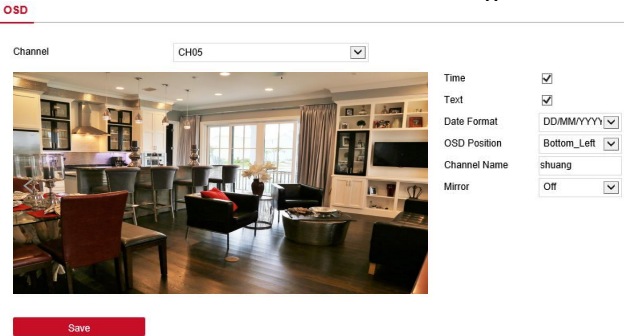 OSD
Channel
CH05
Time
Text
Date Format
DD/MM/YYYY
OSD Position
Bottom_Left
Channel Name
shuang
Mirror
Off
Save